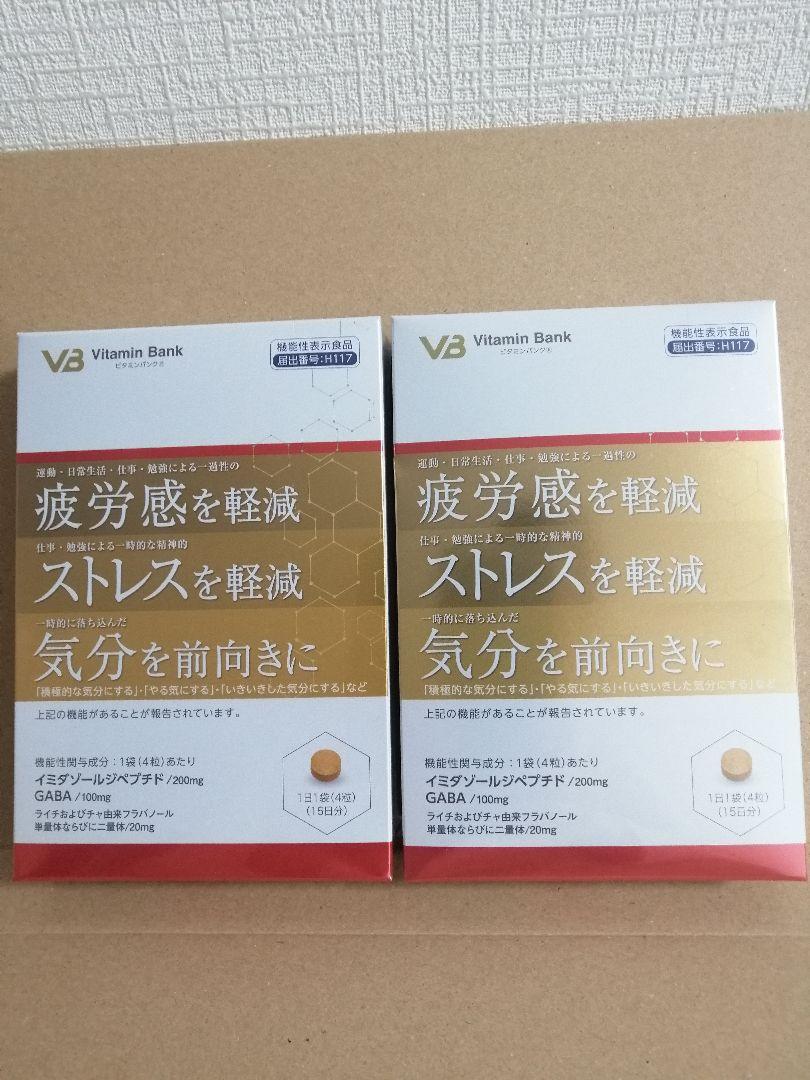 VB Vitamin Bank
ビタミンバンク®
機能性表示食品
届出番号:H117
運動・日常生活・仕事・勉強による一過性の
疲労感を軽減
仕事・勉強による一時的な精神的
ストレスを軽減
一時的に落ち込んだ
気分を前向きに
「積極的な気分にする」・「やる気にする」・「いきいきした気分にする」など
上記の機能があることが報告されています。
機能性関与成分:1袋(4粒)あたり
イミダゾールジペプチド/200mg
GABA/100mg
ライチおよびチャ由来フラバノール
単量体ならびに二量体/20mg
1日1袋(4粒)
(15日分)
VB Vitamin Bank
ビタミンバンク®
機能性表示食品
届出番号:H117
運動・日常生活・仕事・勉強による一過性の
疲労感を軽減
仕事・勉強による一時的な精神的
ストレスを軽減
一時的に落ち込んだ
気分を前向きに
「積極的な気分にする」・「やる気にする」・「いきいきした気分にする」など
上記の機能があることが報告されています。
機能性関与成分:1袋(4粒)あたり
イミダゾールジペプチド/200mg
GABA/100mg
ライチおよびチャ由来フラバノール
単量体ならびに二量体/20mg
1日1袋(4粒)
(15日分)